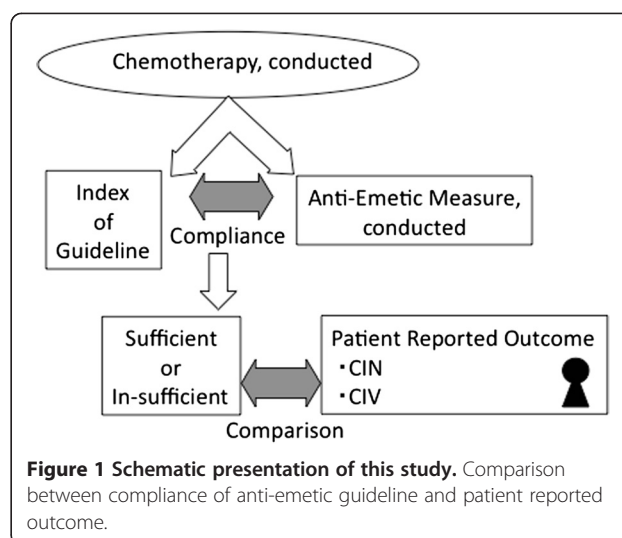 Chemotherapy, conducted
Index
of
Guideline
Compliance
Anti-Emetic Measure,
conducted
Sufficient
or
In-sufficient
Comparison
Patient Reported Outcome
・CIN
・CIV
Figure 1 Schematic presentation of this study. Comparison
between compliance of anti-emetic guideline and patient reported
outcome.